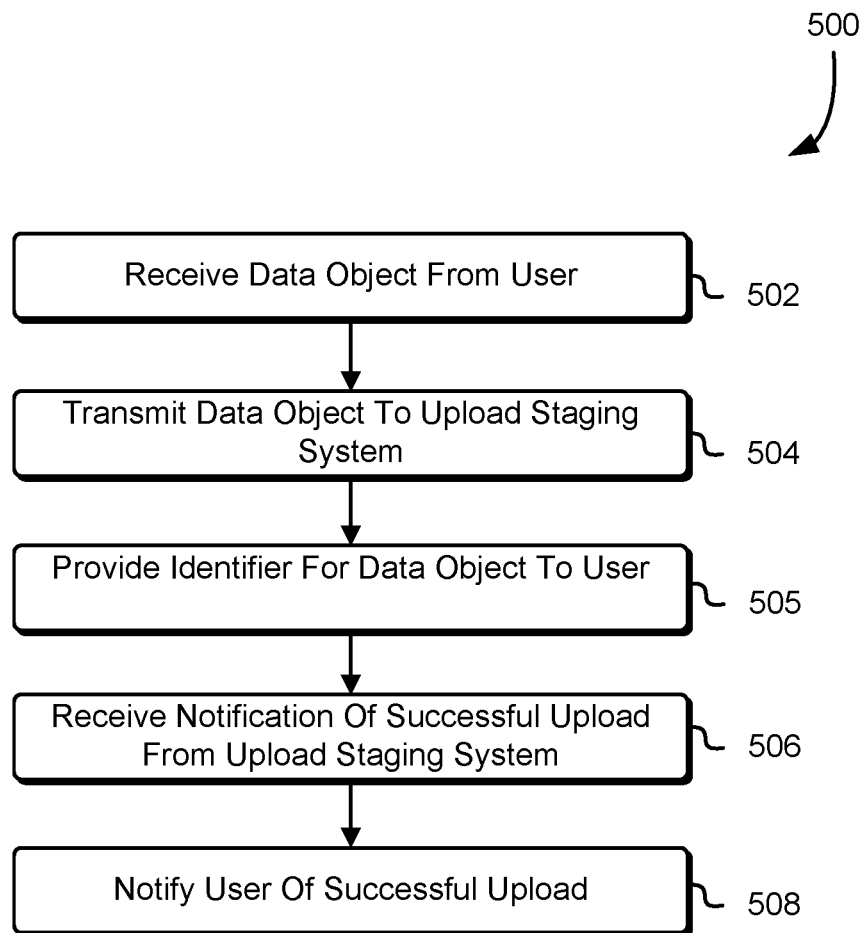 500
Receive Data Object From User
502
Transmit Data Object To Upload Staging
System
504
Provide Identifier For Data Object To User
505
Receive Notification Of Successful Upload
From Upload Staging System
506
Notify User Of Successful Upload
508